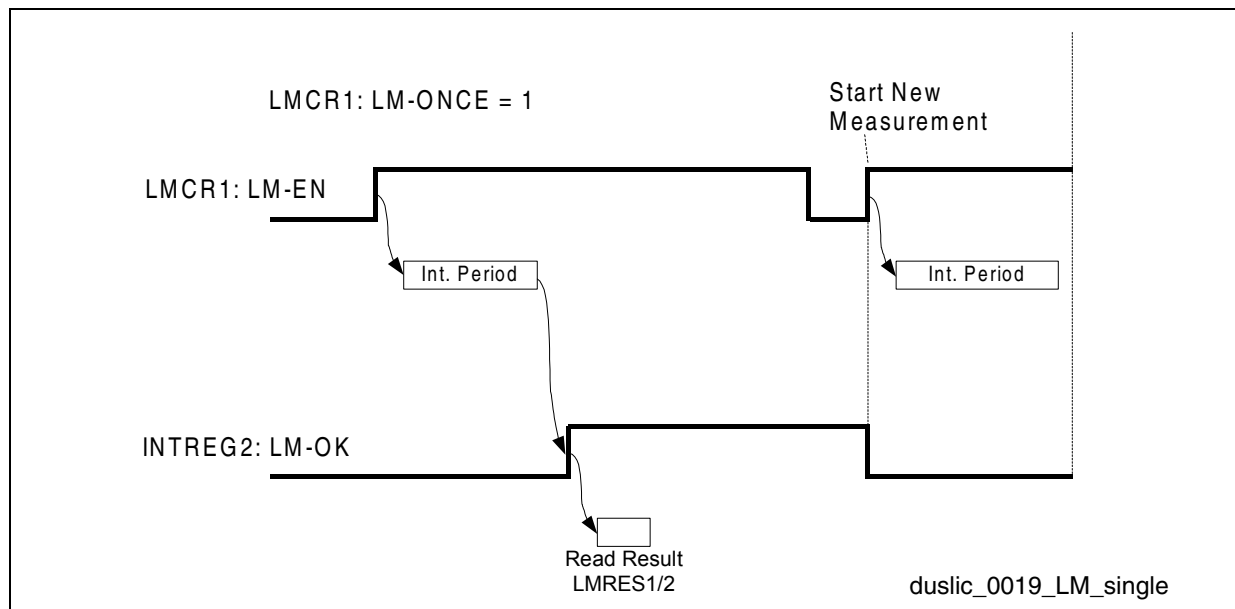 LMCR1: LM-ONCE = 1
Start New
Measurement
LMCR1: LM-EN
Int. Period
Int. Period
INTREG2: LM-OK
Read Result
LMRES1/2
duslic_0019_LM_single